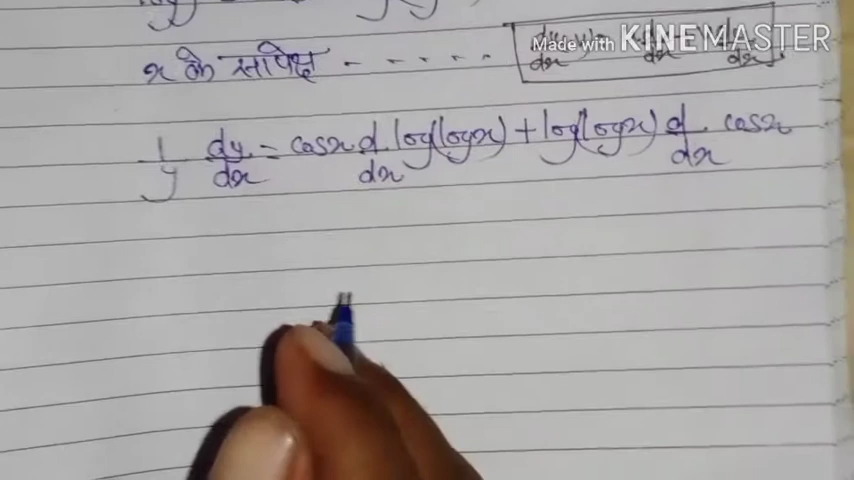 x के सापेक्ष - - - - - -
Made with KINEMASTER
1/y dy/dx = cosx d/dx log(logx) + log(logx) d/dx cosx